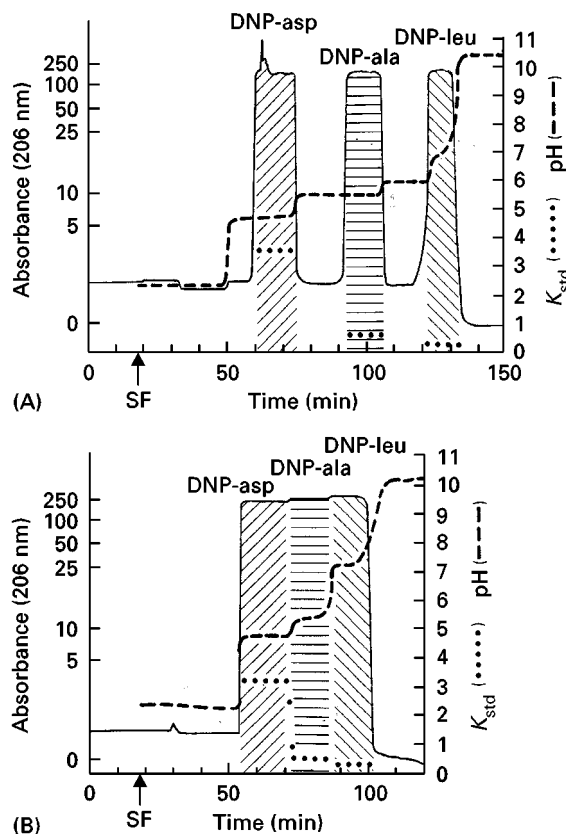 DNP-asp
DNP-ala
DNP-leu
Absorbance (206 nm)
250
100
50
25
10
5
0
11
10
9
8
7
6
5
4
3
2
1
0
pH (– – –)
K_std (.....)
0
50
100
150
SF
Time (min)
(A)
DNP-asp
DNP-ala
DNP-leu
Absorbance (206 nm)
250
100
50
25
10
5
0
11
10
9
8
7
6
5
4
3
2
1
0
pH (– – –)
K_std (.....)
0
50
100
SF
Time (min)
(B)